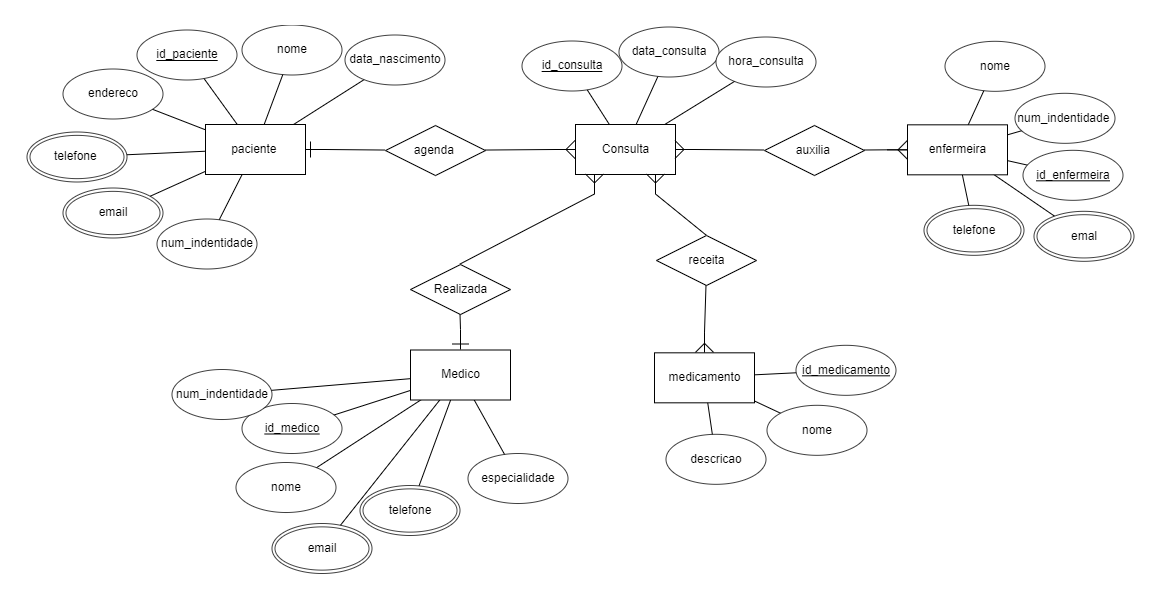 id_paciente
nome
data_nascimento
endereco
telefone
email
num_indentidade
paciente
agenda
id_consulta
data_consulta
hora_consulta
Consulta
auxilia
nome
num_indentidade
id_enfermeira
enfermeira
telefone
emal
Realizada
receita
Medico
num_indentidade
id_medico
nome
email
telefone
especialidade
medicamento
id_medicamento
nome
descricao